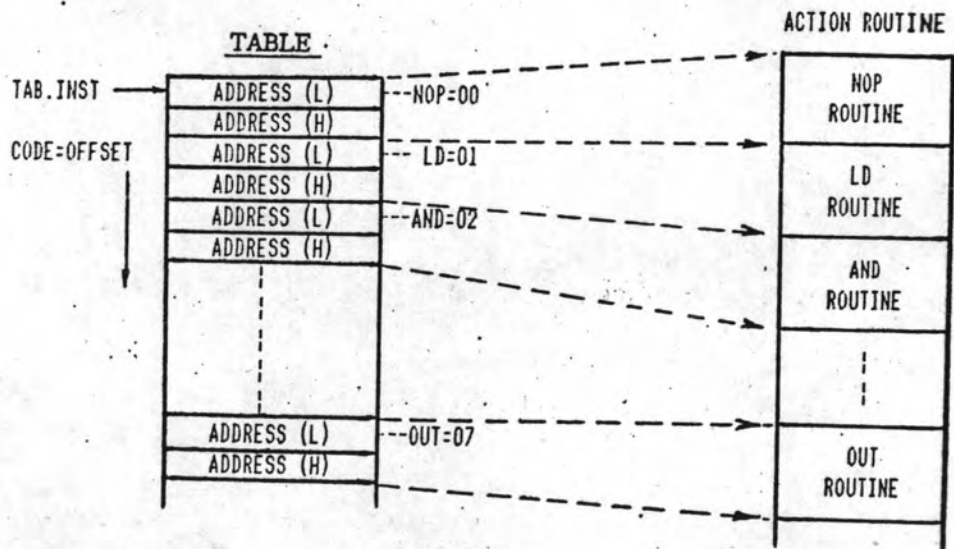 ACTION ROUTINE
TABLE
TAB.INST
ADDRESS (L)
NOP=00
ADDRESS (H)
CODE=OFFSET
ADDRESS (L)
LD=01
ADDRESS (H)
ADDRESS (L)
AND=02
ADDRESS (H)
ADDRESS (L)
OUT=07
ADDRESS (H)
NOP
ROUTINE
LD
ROUTINE
AND
ROUTINE
OUT
ROUTINE